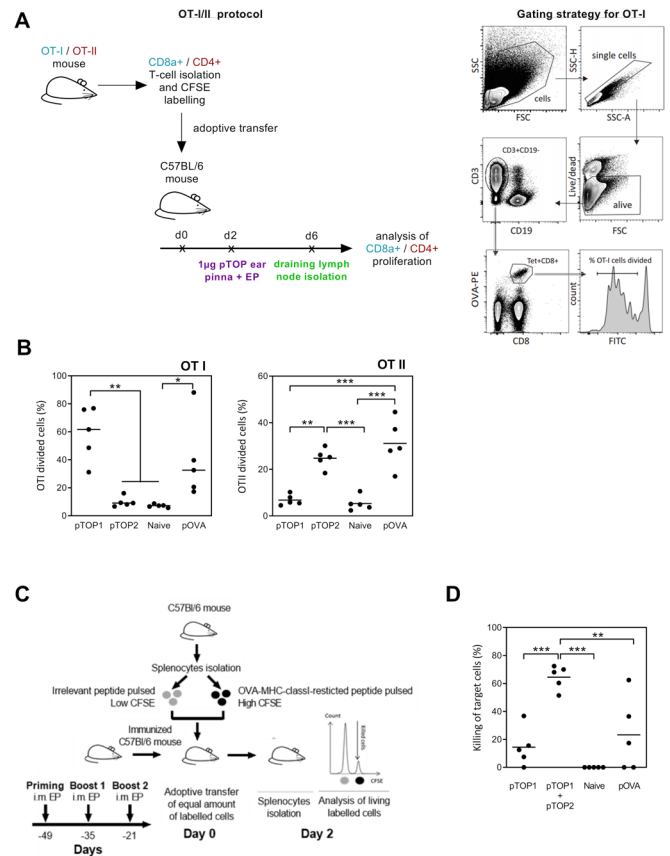 A
OT-I/II protocol
OT-I / OT-II
mouse
CD8a+ / CD4+
T-cell isolation
and CFSE
labelling
adoptive transfer
C57BL/6
mouse
d0
d2
d6
1µg pTOP ear
pinna + EP
draining lymph
node isolation
analysis of
CD8a+ / CD4+
proliferation
Gating strategy for OT-I
SSC
cells
FSC
SSC-H
single cells
SSC-A
CD3
CD3+CD19-
CD19
Live/dead
alive
FSC
OVA-PE
Tet+CD8+
CD8
count
% OT-I cells divided
FITC
B
OT I
OTI divided cells (%)
100
80
60
40
20
0
**
*
pTOP1
pTOP2
Naive
pOVA
OT II
OTII divided cells (%)
60
40
20
0
***
***
**
***
pTOP1
pTOP2
Naive
pOVA
C
C57Bl/6 mouse
Splenocytes isolation
Irrelevant peptide pulsed
Low CFSE
OVA-MHC-classI-resticted peptide pulsed
High CFSE
Immunized
C57Bl/6 mouse
Count
Killed cells
CFSE
Priming
i.m. EP
Boost 1
i.m. EP
Boost 2
i.m. EP
-49
-35
-21
Days
Adoptive transfer
of equal amount
of labelled cells
Day 0
Splenocytes
isolation
Analysis of living
labelled cells
Day 2
D
Killing of target cells (%)
100
80
60
40
20
0
**
***
***
pTOP1
pTOP1
+
pTOP2
Naive
pOVA